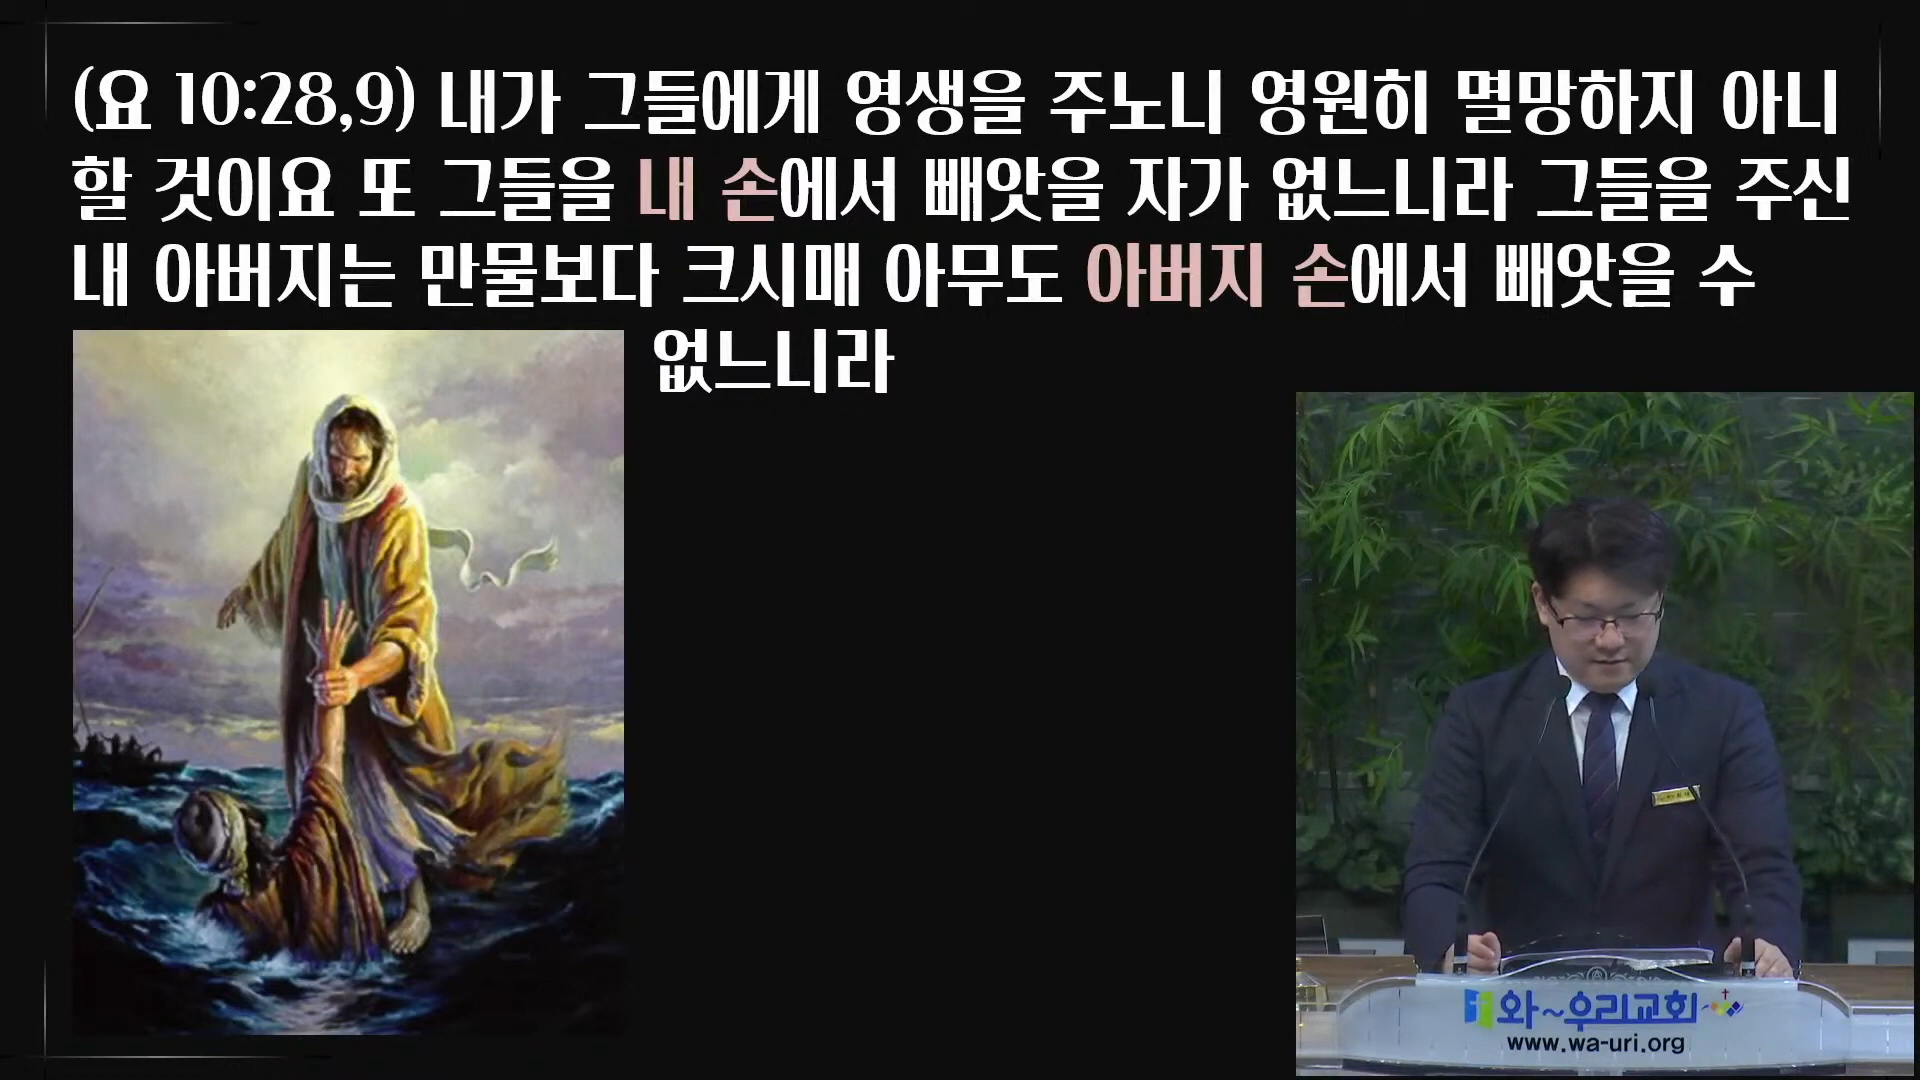 (요 10:28,9) 내가 그들에게 영생을 주노니 영원히 멸망하지 아니
할 것이요 또 그들을 내 손에서 빼앗을 자가 없느니라 그들을 주신
내 아버지는 만물보다 크시매 아무도 아버지 손에서 빼앗을 수
없느니라
와~우리교회
www.wa-uri.org